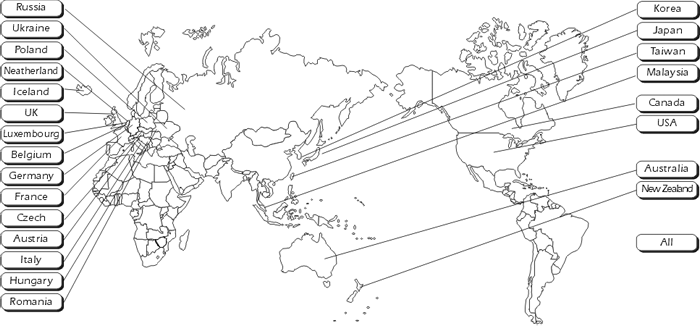 Russia
Ukraine
Poland
Neatherland
Iceland
UK
Luxembourg
Belgium
Germany
France
Czech
Austria
Italy
Hungary
Romania
Korea
Japan
Taiwan
Malaysia
Canada
USA
Australia
New Zealand
All